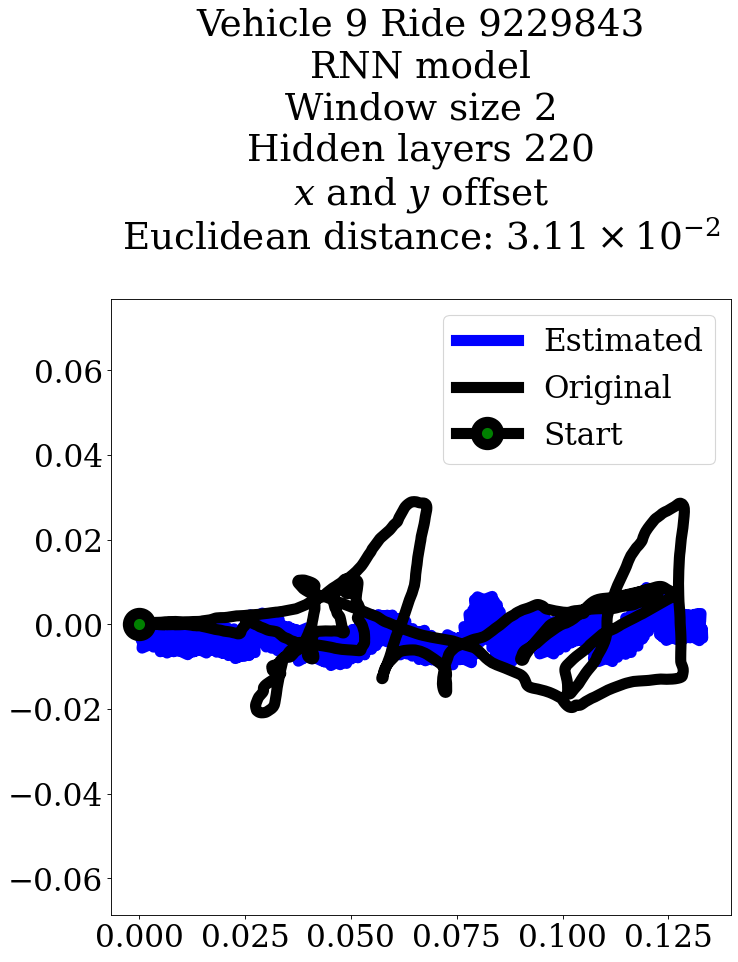 Vehicle 9 Ride 9229843
RNN model
Window size 2
Hidden layers 220
x and y offset
Euclidean distance: 3.11 × 10⁻²
Estimated
Original
Start
0.06
0.04
0.02
0.00
−0.02
−0.04
−0.06
0.000 0.025 0.050 0.075 0.100 0.125